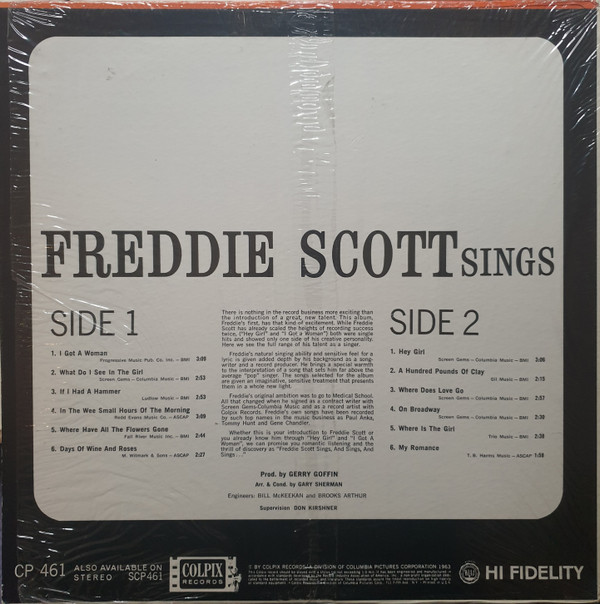 FREDDIE SCOTT SINGS
SIDE 1
1. I Got A Woman
Progressive Music Pub. Co. Inc. — BMI 3:09
2. What Do I See In The Girl
Screen Gems — Columbia Music — BMI 2:53
3. If I Had A Hammer
Ludlow Music — BMI 3:53
4. In The Wee Small Hours Of The Morning
Redd Evans Music Co. — ASCAP 3:09
5. Where Have All The Flowers Gone
Fall River Music Inc. — BMI 2:44
6. Days Of Wine And Roses
M. Witmark & Sons — ASCAP 2:27
There is nothing in the record business more exciting than
the introduction of a great, new talent. This album,
Freddie's first, has that kind of excitement. While Freddie
Scott has already scaled the heights of recording success
twice, ("Hey Girl" and "I Got a Woman") both were single
hits and showed only one side of his creative personality.
Here we see the full range of his talent as a singer.
Freddie's natural singing ability and sensitive feel for a
lyric is given added depth by his background as a song-
writer and a record producer. He brings a special warmth
to the interpretation of a song that sets him far above the
average "pop" singer. The songs selected for the album
are given an imaginative, sensitive treatment that presents
them in a whole new light.
Freddie's original ambition was to go to Medical School.
All that changed when he signed as a contract writer with
Screen Gems-Columbia Music and as a record artist with
Colpix Records. Freddie's own songs have been recorded
by such top names in the music business as Paul Anka,
Tommy Hunt and Gene Chandler.
Whether this is your introduction to Freddie Scott or
you already know him through "Hey Girl" and "I Got A
Woman", we can promise you romantic listening and the
thrill of discovery as "Freddie Scott Sings, And Sings, And
Sings . . ."
Prod. by GERRY GOFFIN
Arr. & Cond. by GARY SHERMAN
Engineers: BILL McMEEKAN and BROOKS ARTHUR
Supervision DON KIRSHNER
SIDE 2
1. Hey Girl
Screen Gems — Columbia Music — BMI 3:06
2. A Hundred Pounds Of Clay
Gil Music — BMI 2:15
3. Where Does Love Go
Screen Gems — Columbia Music — BMI 2:57
4. On Broadway
Screen Gems — Columbia Music — BMI 2:30
5. Where Is The Girl
Trio Music — BMI 2:38
6. My Romance
T. B. Harms Music — ASCAP 1:58
CP 461 ALSO AVAILABLE ON
STEREO SCP461
COLPIX
RECORDS
© BY COLPIX RECORDS / A DIVISION OF COLUMBIA PICTURES CORPORATION 1963
HI FIDELITY